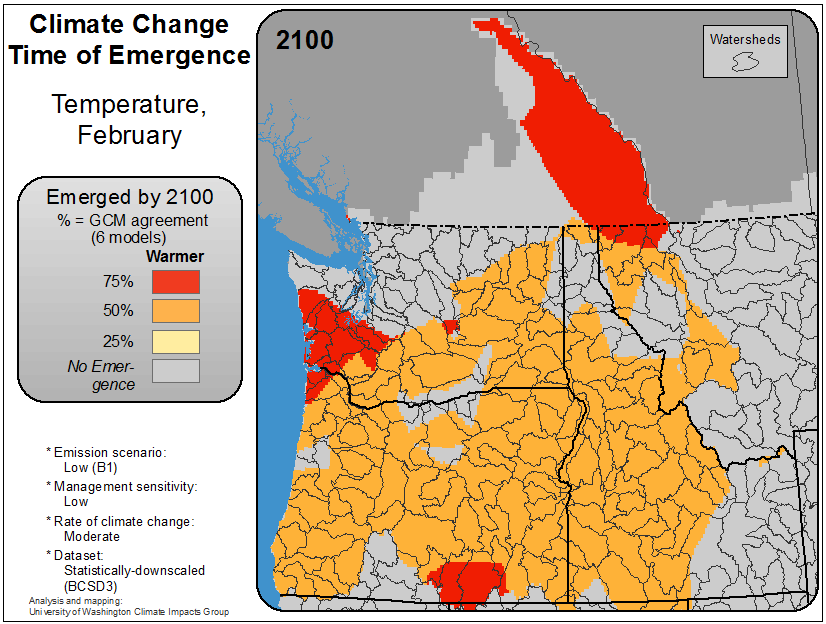 Climate Change
Time of Emergence
Temperature,
February
Emerged by 2100
% = GCM agreement
(6 models)
Warmer
75%
50%
25%
No Emer-
gence
* Emission scenario:
Low (B1)
* Management sensitivity:
Low
* Rate of climate change:
Moderate
* Dataset:
Statistically-downscaled
(BCSD3)
Analysis and mapping:
University of Washington Climate Impacts Group
2100
Watersheds